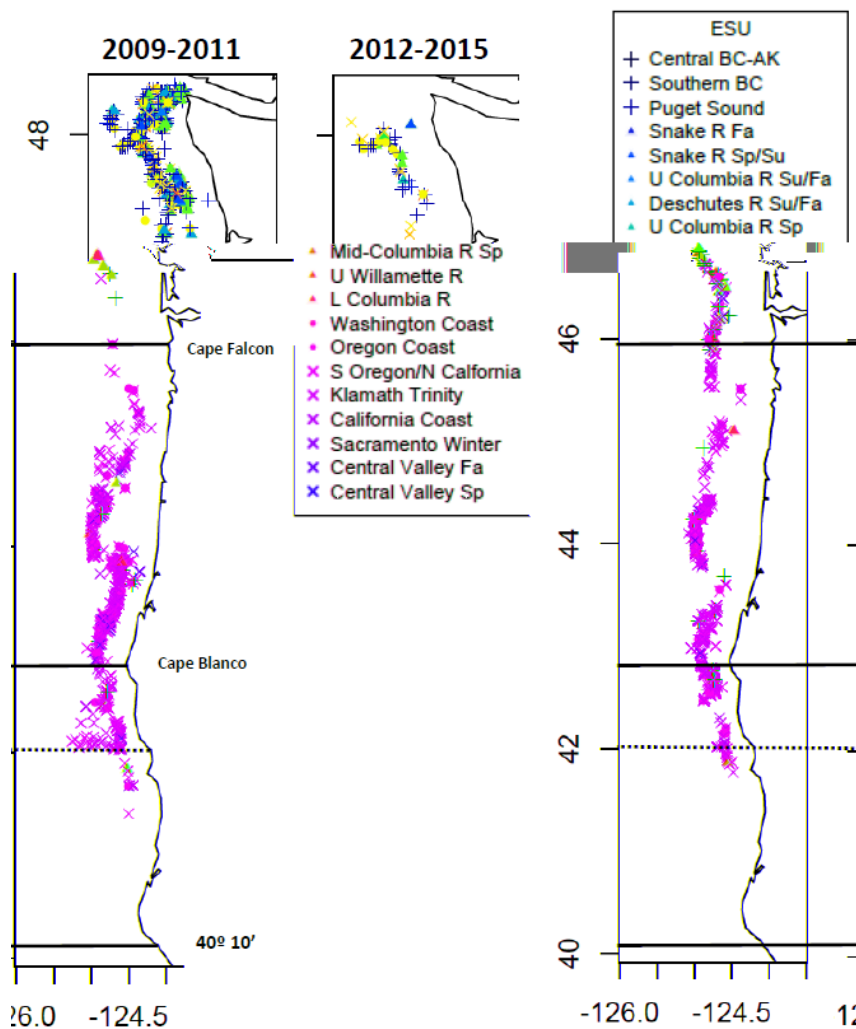 2009-2011
2012-2015
48
ESU
Central BC-AK
Southern BC
Puget Sound
Snake R Fa
Snake R Sp/Su
U Columbia R Su/Fa
Deschutes R Su/Fa
U Columbia R Sp
Mid-Columbia R Sp
U Willamette R
L Columbia R
Washington Coast
Oregon Coast
S Oregon/N Calfornia
Klamath Trinity
California Coast
Sacramento Winter
Central Valley Fa
Central Valley Sp
Cape Falcon
Cape Blanco
40º 10’
46
44
42
40
26.0
-124.5
-126.0
-124.5